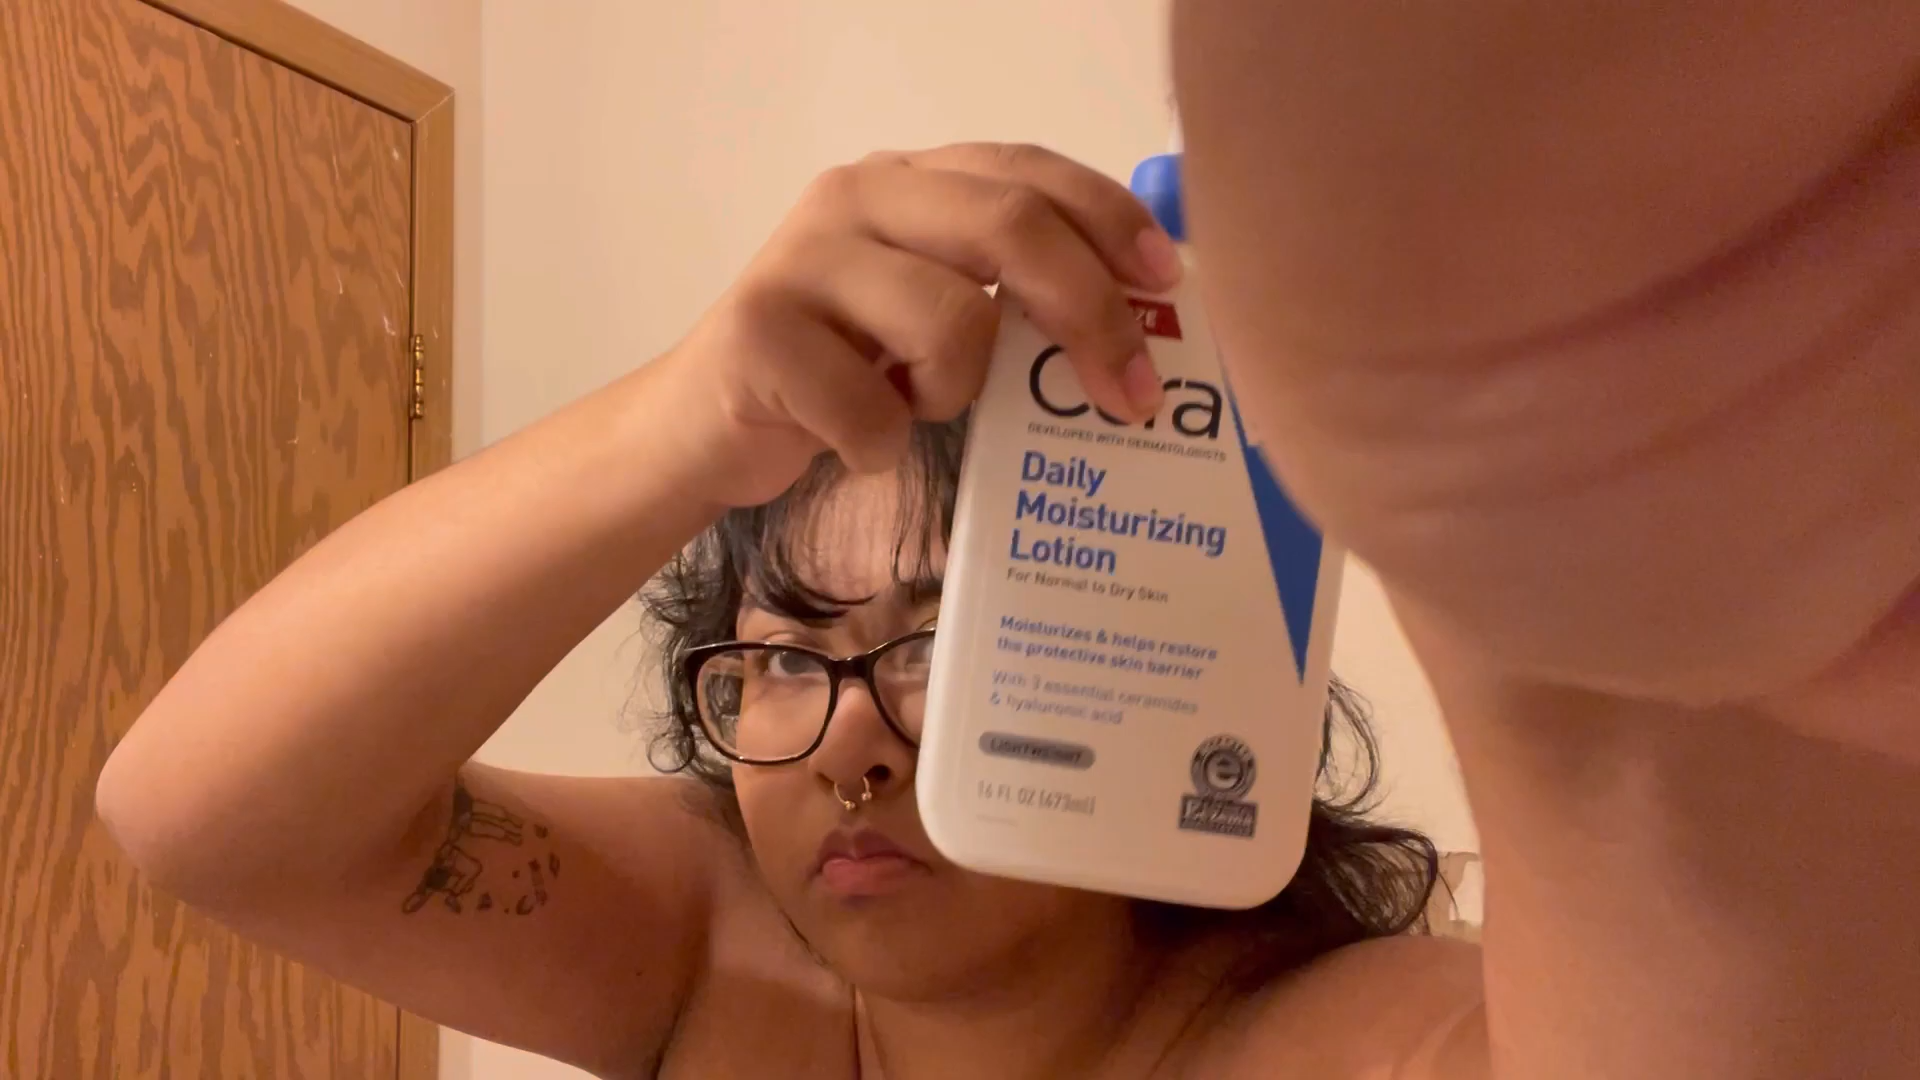 Cera
DEVELOPED WITH DERMATOLOGISTS
Daily
Moisturizing
Lotion
For Normal to Dry Skin
Moisturizes & helps restore
the protective skin barrier
With 3 essential ceramides
& hyaluronic acid
LIGHTWEIGHT
16 FL OZ (473ml)